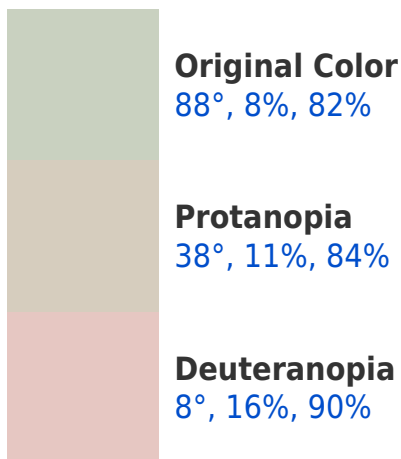 Original Color
88°, 8%, 82%
Protanopia
38°, 11%, 84%
Deuteranopia
8°, 16%, 90%